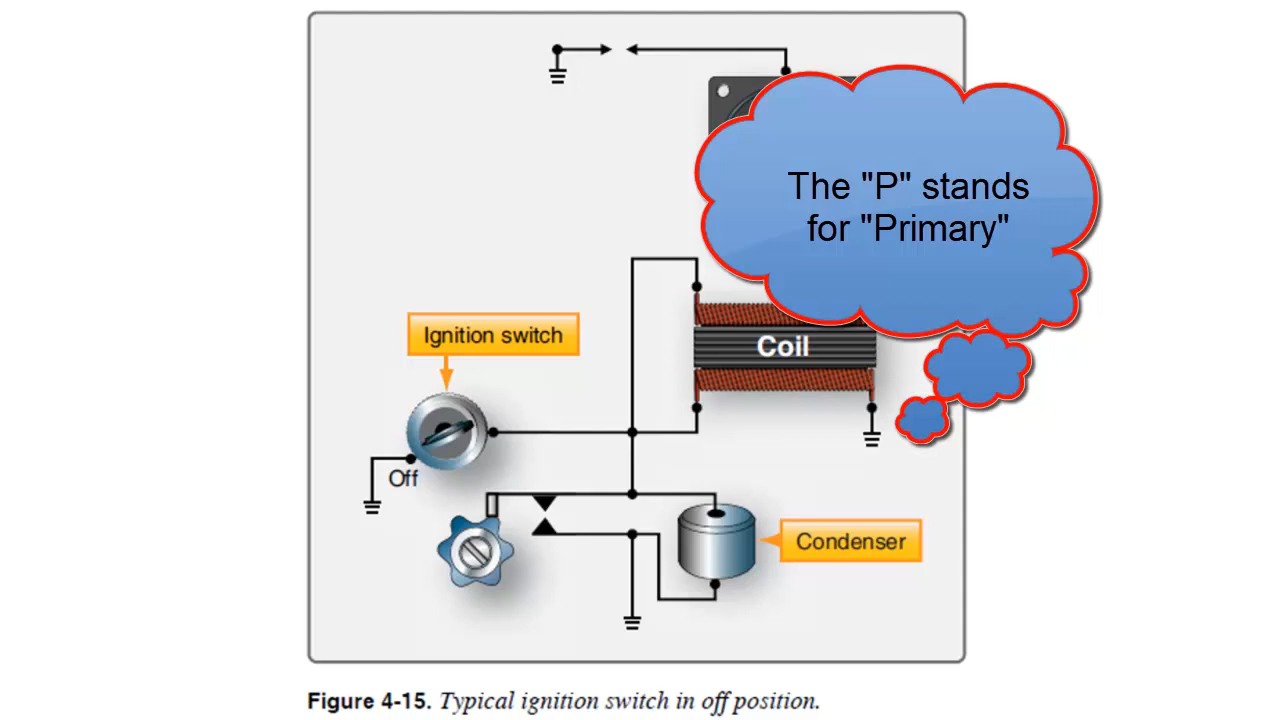 The "P" stands
for "Primary"
Ignition switch
Coil
Off
Condenser
Figure 4-15. Typical ignition switch in off position.